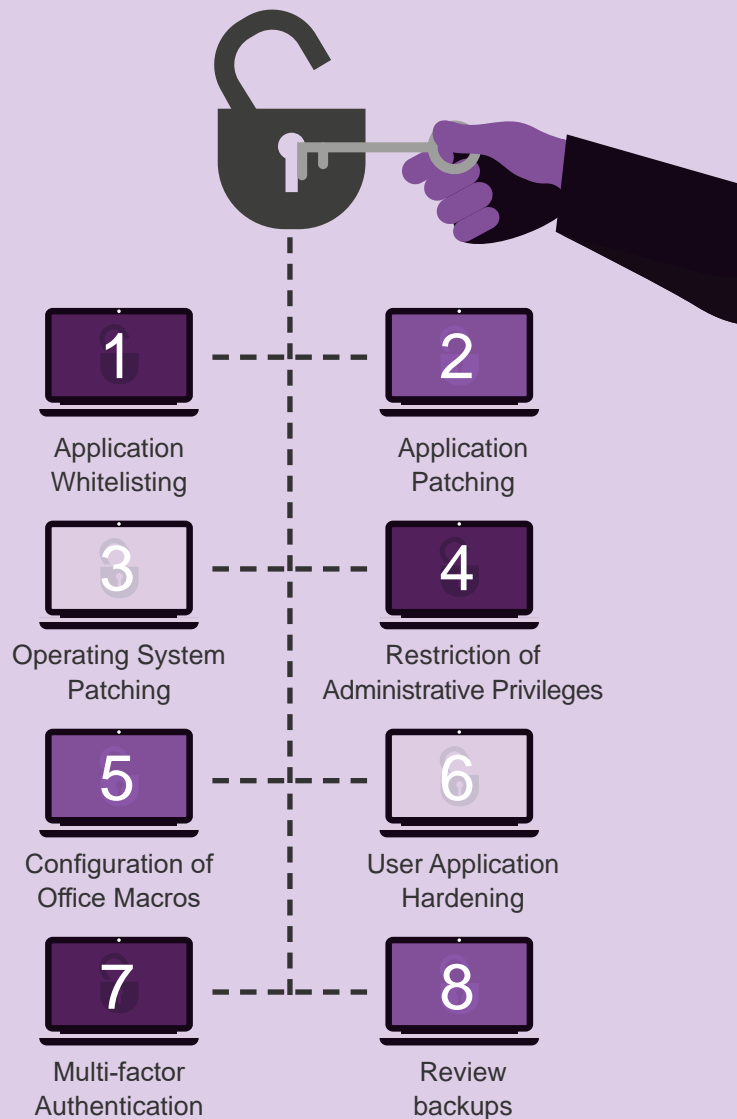 1
Application
Whitelisting
2
Application
Patching
3
Operating System
Patching
4
Restriction of
Administrative Privileges
5
Configuration of
Office Macros
6
User Application
Hardening
7
Multi-factor
Authentication
8
Review
backups